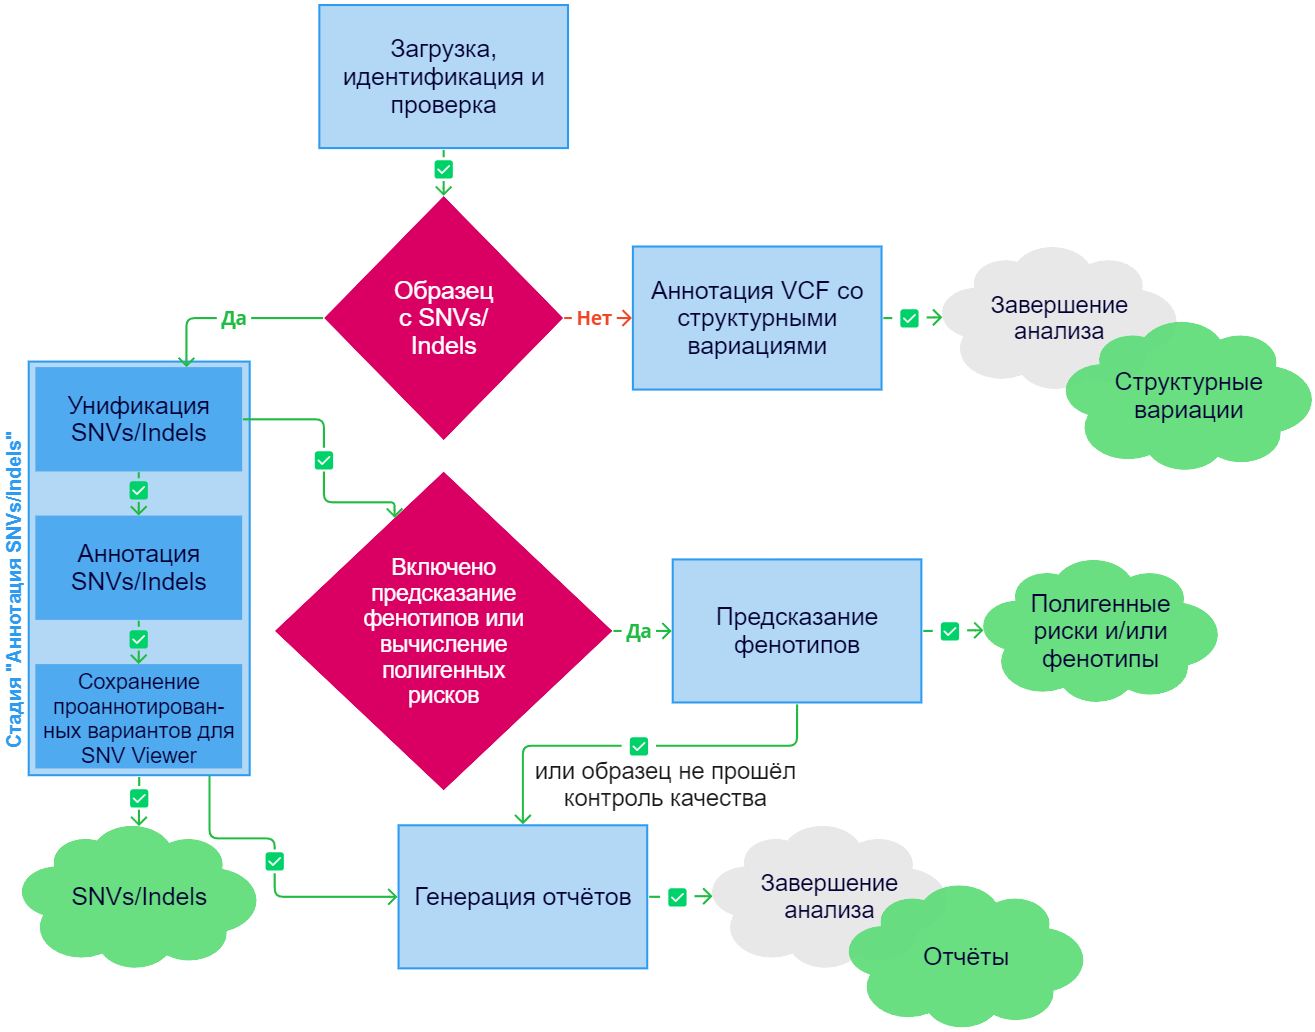 Загрузка,
идентификация и
проверка
Образец
с SNVs/
Indels
Нет
Аннотация VCF со
структурными
вариациями
Завершение
анализа
Структурные
вариации
Да
Стадия "Аннотация SNVs/Indels"
Унификация
SNVs/Indels
Аннотация
SNVs/Indels
Сохранение
проаннотирован-
ных вариантов для
SNV Viewer
SNVs/Indels
Включено
предсказание
фенотипов или
вычисление
полигенных
рисков
Да
Предсказание
фенотипов
Полигенные
риски и/или
фенотипы
или образец не прошёл
контроль качества
Генерация отчётов
Завершение
анализа
Отчёты